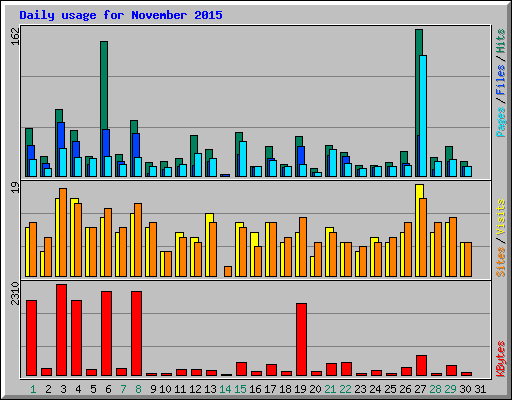 Daily usage for November 2015
162
Pages / Files / Hits
19
Sites / Visits
2310
KBytes
1 2 3 4 5 6 7 8 9 10 11 12 13 14 15 16 17 18 19 20 21 22 23 24 25 26 27 28 29 30 31